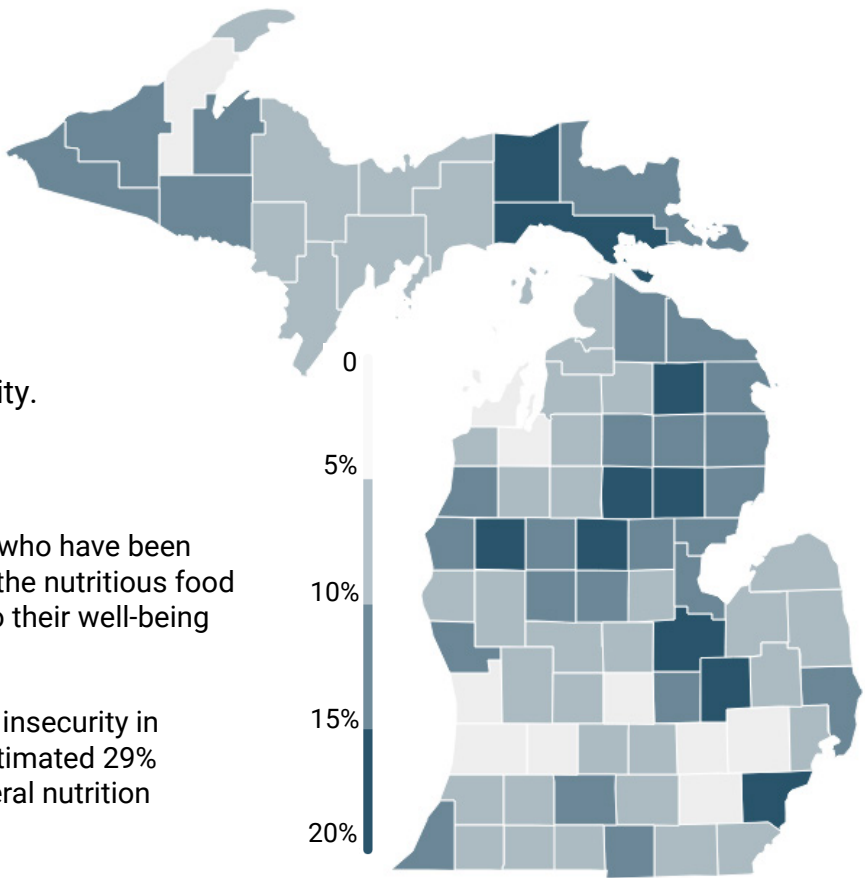 ity.
who have been
the nutritious food
o their well-being
insecurity in
timated 29%
eral nutrition
0
5%
10%
15%
20%